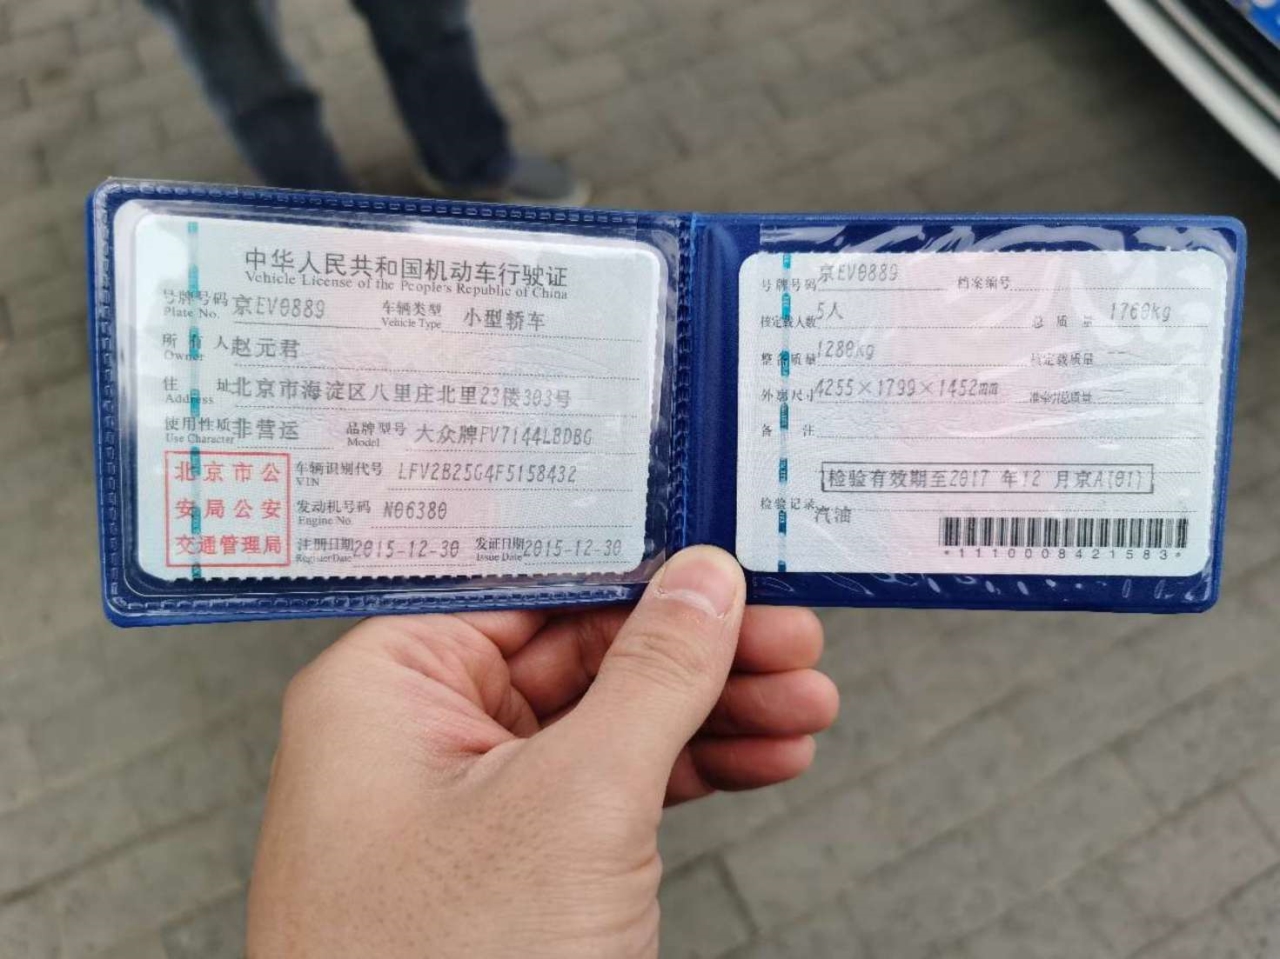 中华人民共和国机动车行驶证
Vehicle License of the People's Republic of China
号牌号码 京EV0889 车辆类型 小型轿车
Plate No. Vehicle Type
所有人 赵元君
Owner
住址 北京市海淀区八里庄北里23楼303号
Address
使用性质 非营运 品牌型号 大众牌FV7144LBDBG
Use Character Model
北京市公
安局公安
交通管理局
车辆识别代号 LFV2B25G4F5158432
VIN
发动机号码 N06380
Engine No.
注册日期 2015-12-30 发证日期 2015-12-30
Register Date Issue Date
号牌号码 京EV0889 档案编号
核定载人数 5人 总质量 1760kg
整备质量 1280kg 核定载质量
外廓尺寸 4255×1799×1452mm 准牵引总质量
备注
检验有效期至2017 年12 月京A(01)
检验记录
汽油
*1110008421583*